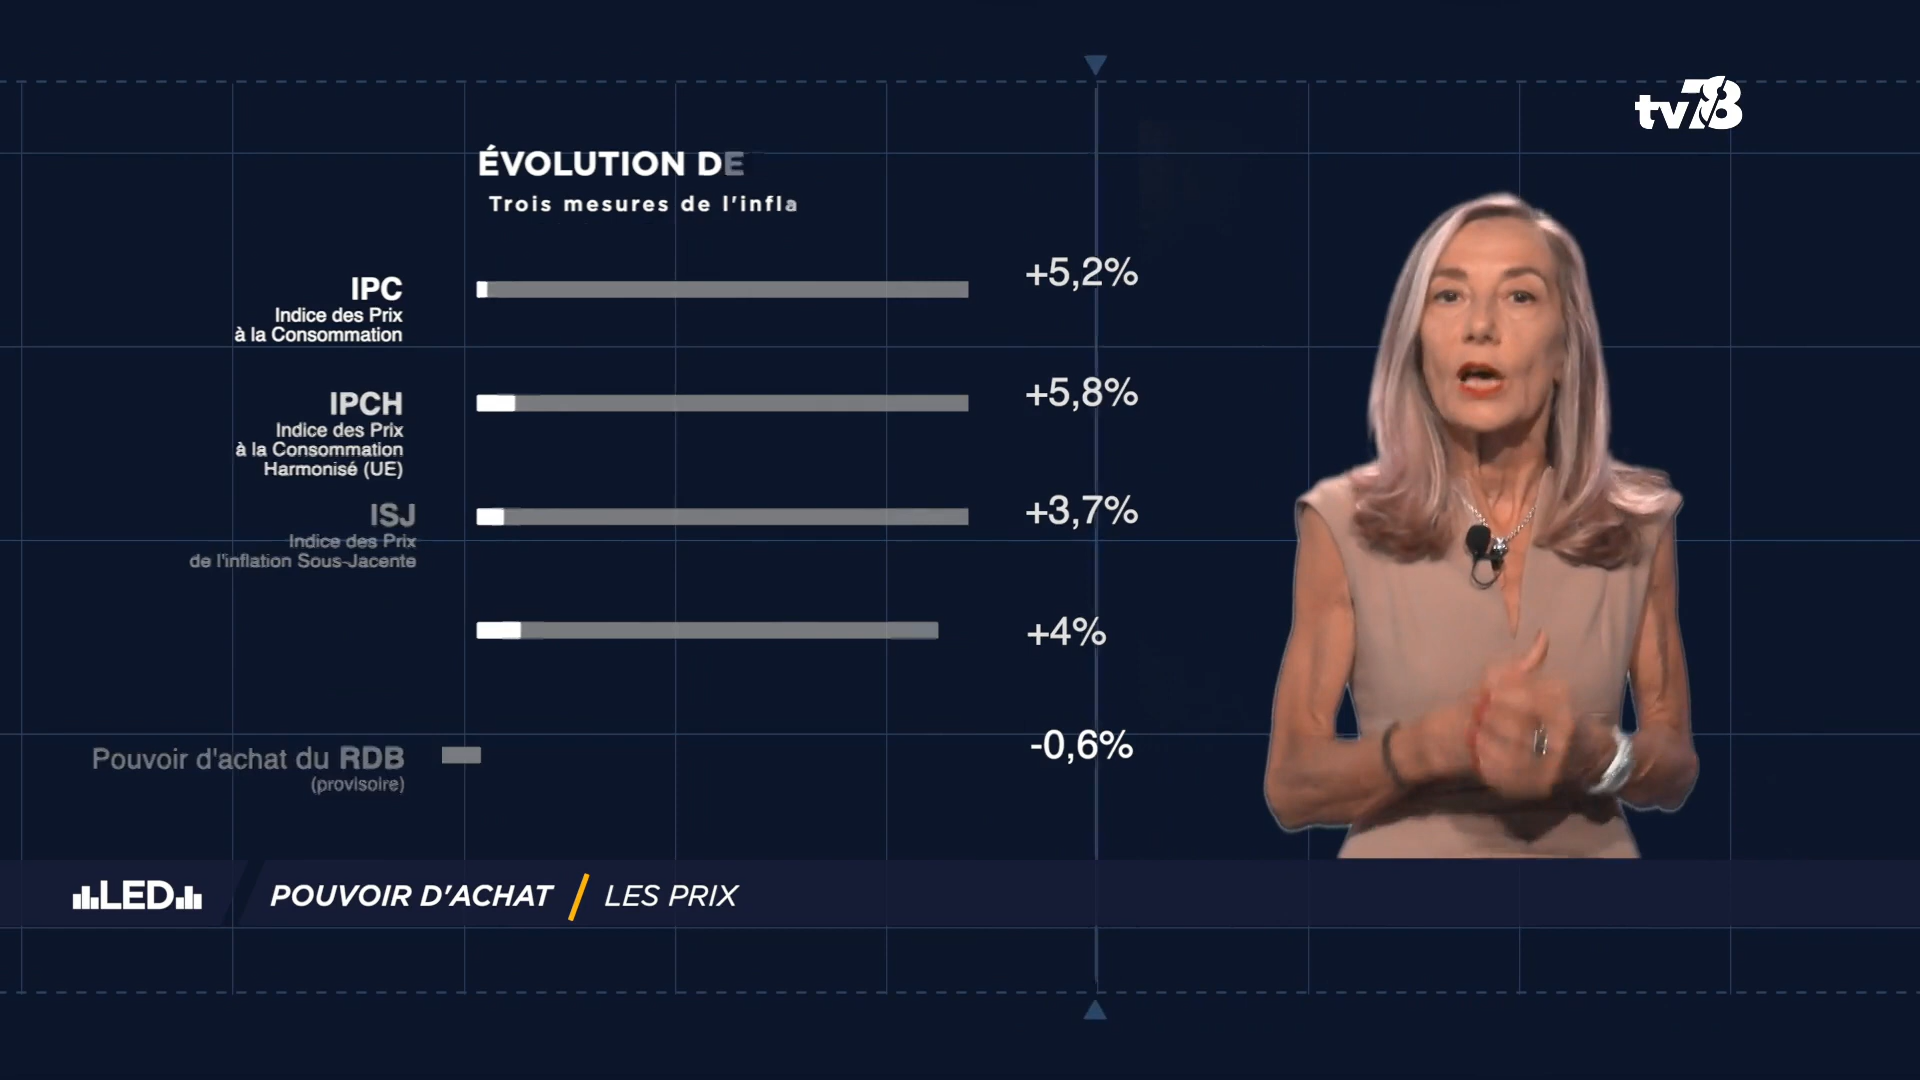 tv78
ÉVOLUTION DE
Trois mesures de l'infla
IPC
Indice des Prix
à la Consommation
+5,2%
IPCH
Indice des Prix
à la Consommation
Harmonisé (UE)
+5,8%
ISJ
Indice des Prix
de l'inflation Sous-Jacente
+3,7%
+4%
Pouvoir d'achat du RDB
(provisoire)
-0,6%
LED
POUVOIR D'ACHAT / LES PRIX